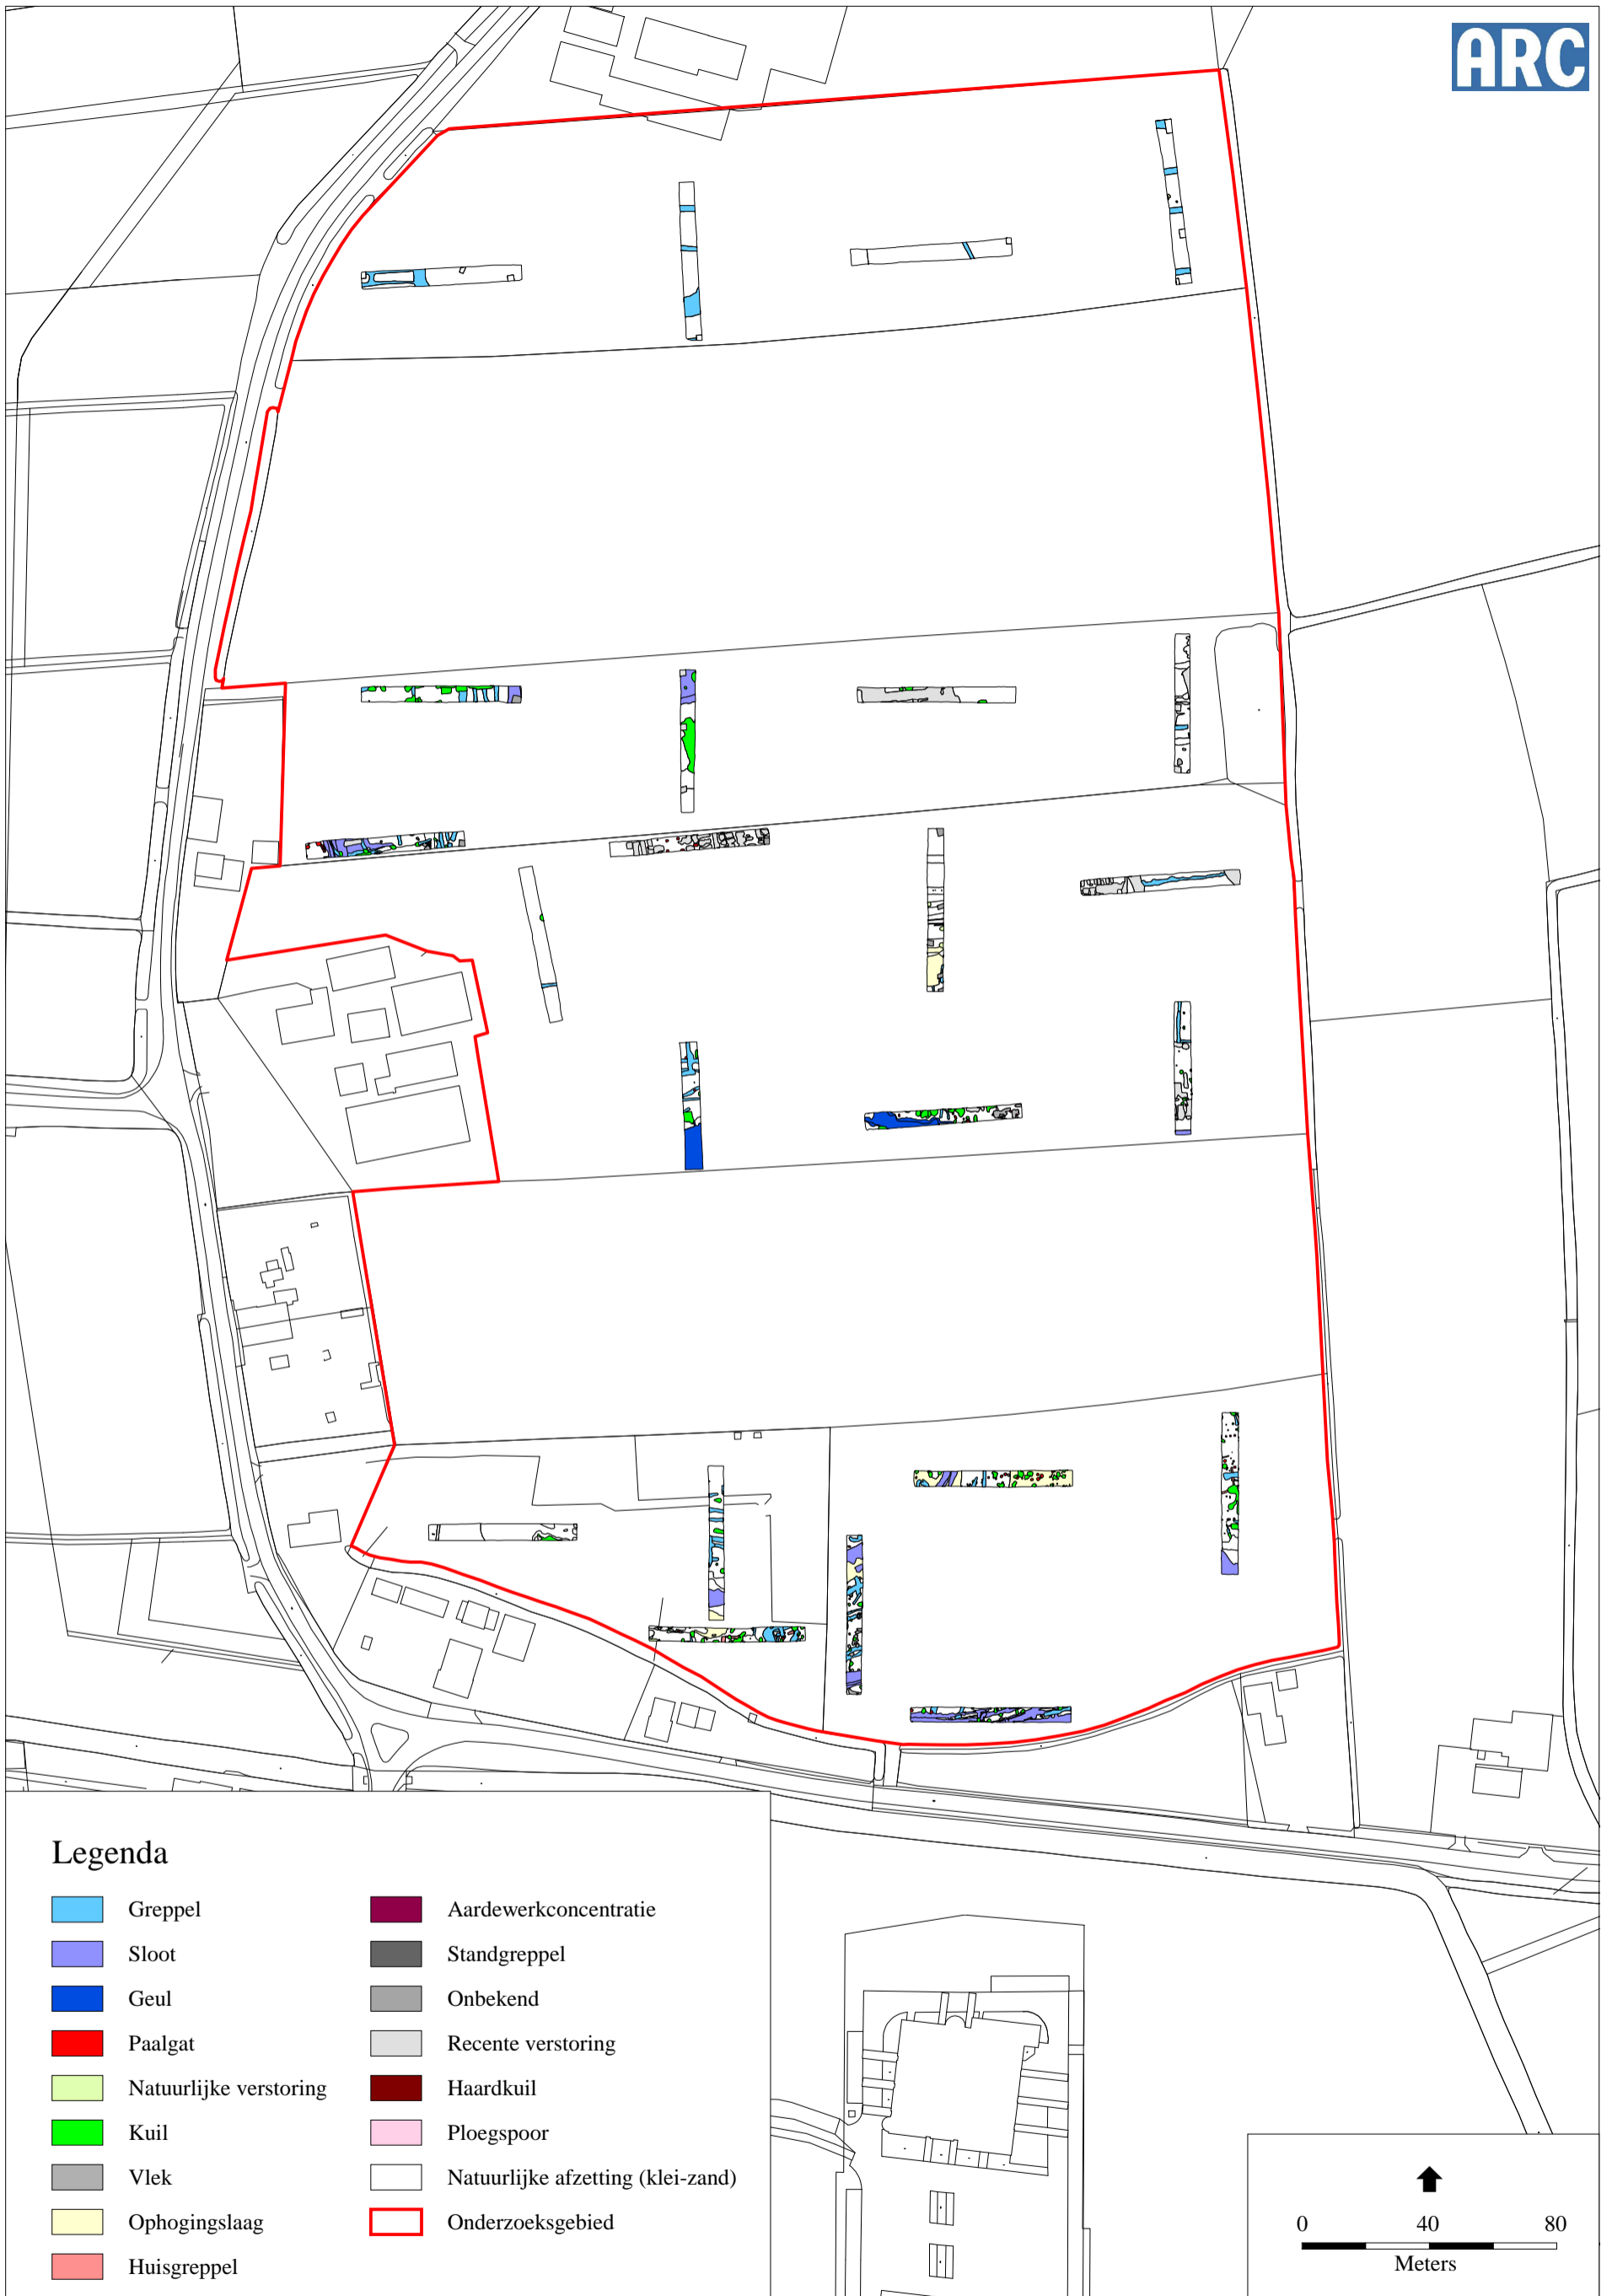 ARC
Legenda
Greppel
Sloot
Geul
Paalgat
Natuurlijke verstoring
Kuil
Vlek
Ophogingslaag
Huisgreppel
Aardewerkconcentratie
Standgreppel
Onbekend
Recente verstoring
Haardkuil
Ploegspoor
Natuurlijke afzetting (klei-zand)
Onderzoeksgebied
0 40 80
Meters